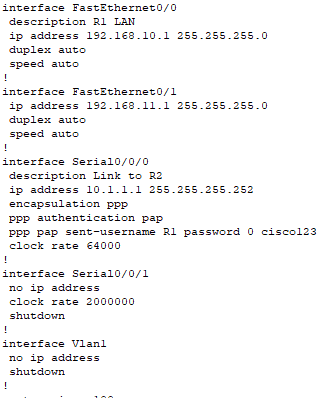 interface FastEthernet0/0
description R1 LAN
ip address 192.168.10.1 255.255.255.0
duplex auto
speed auto
!
interface FastEthernet0/1
ip address 192.168.11.1 255.255.255.0
duplex auto
speed auto
!
interface Serial0/0/0
description Link to R2
ip address 10.1.1.1 255.255.255.252
encapsulation ppp
ppp authentication pap
ppp pap sent-username R1 password 0 cisco123
clock rate 64000
!
interface Serial0/0/1
no ip address
clock rate 2000000
shutdown
!
interface Vlan1
no ip address
shutdown
!